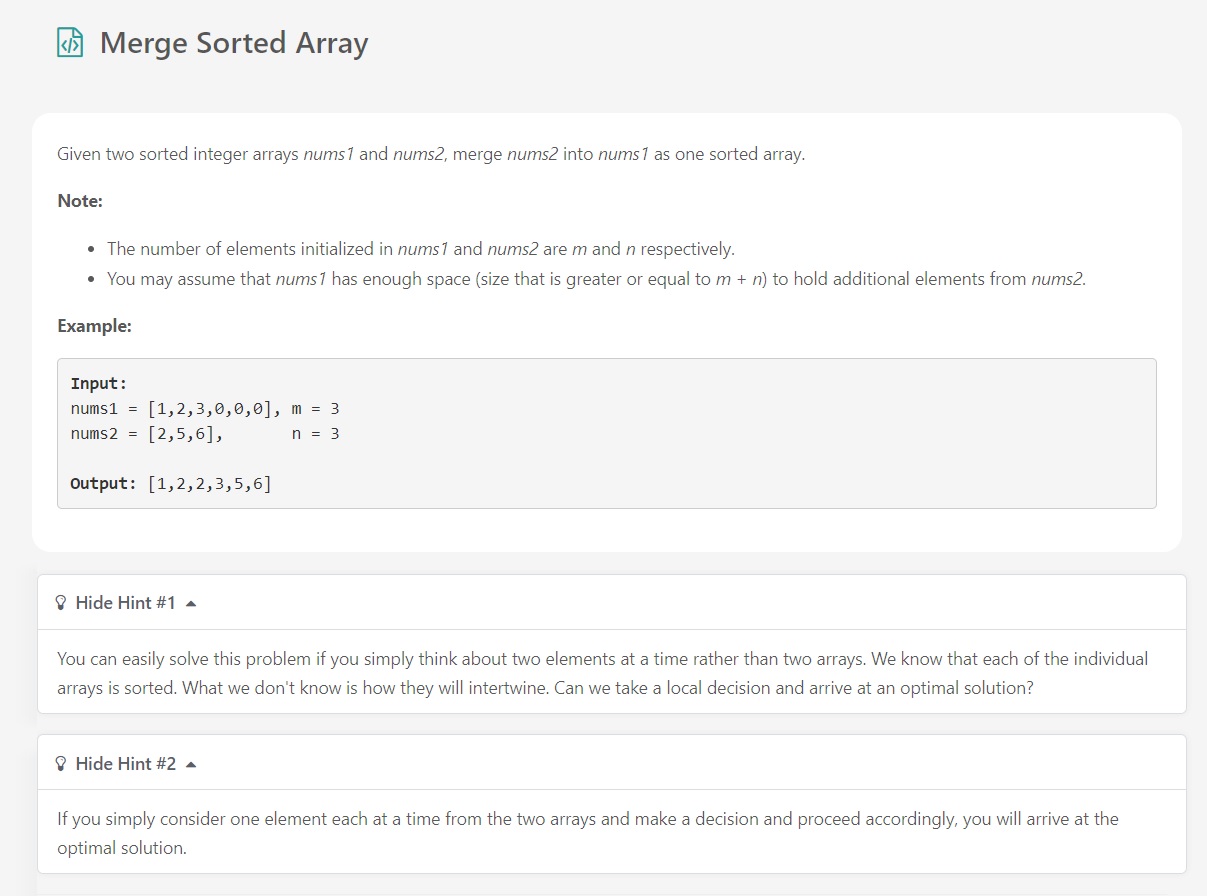 Merge Sorted Array
Given two sorted integer arrays nums1 and nums2, merge nums2 into nums1 as one sorted array.
Note:
• The number of elements initialized in nums1 and nums2 are m and n respectively.
• You may assume that nums1 has enough space (size that is greater or equal to m + n) to hold additional elements from nums2.
Example:
Input:
nums1 = [1,2,3,0,0,0], m = 3
nums2 = [2,5,6],       n = 3
Output: [1,2,2,3,5,6]
Hide Hint #1
You can easily solve this problem if you simply think about two elements at a time rather than two arrays. We know that each of the individual
arrays is sorted. What we don't know is how they will intertwine. Can we take a local decision and arrive at an optimal solution?
Hide Hint #2
If you simply consider one element each at a time from the two arrays and make a decision and proceed accordingly, you will arrive at the
optimal solution.